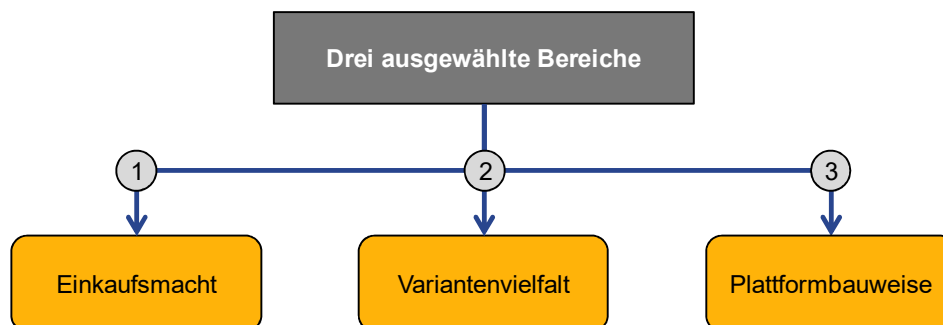 Drei ausgewählte Bereiche
1
2
3
Einkaufsmacht
Variantenvielfalt
Plattformbauweise